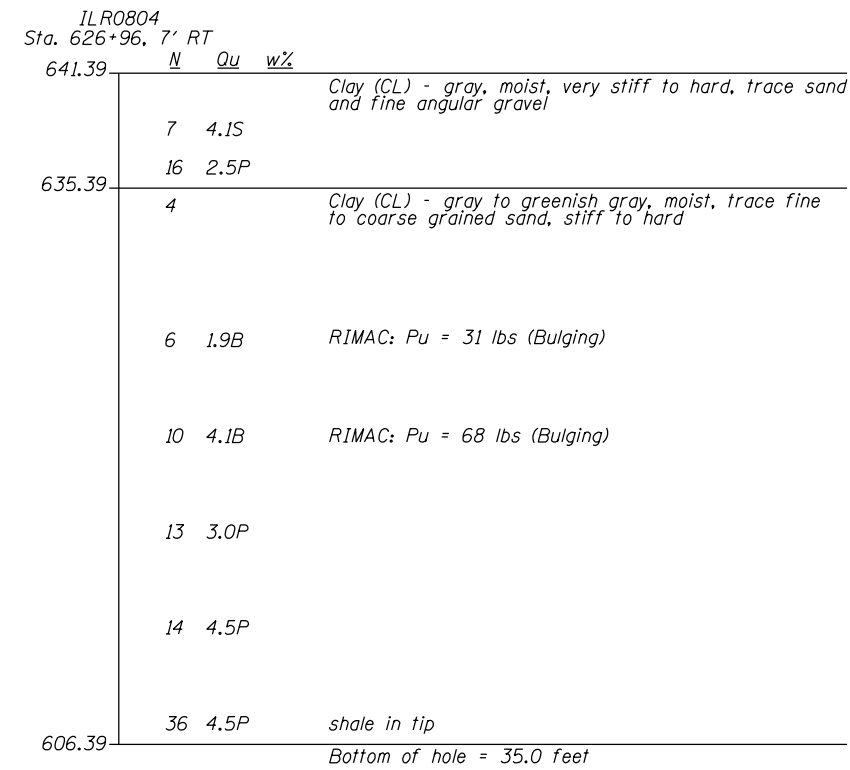 ILR0804
Sta. 626+96, 7' RT
N Qu w%
641.39
Clay (CL) - gray, moist, very stiff to hard, trace sand
and fine angular gravel
7 4.1S
16 2.5P
635.39
4 Clay (CL) - gray to greenish gray, moist, trace fine
to coarse grained sand, stiff to hard
6 1.9B RIMAC: Pu = 31 lbs (Bulging)
10 4.1B RIMAC: Pu = 68 lbs (Bulging)
13 3.0P
14 4.5P
36 4.5P shale in tip
606.39
Bottom of hole = 35.0 feet